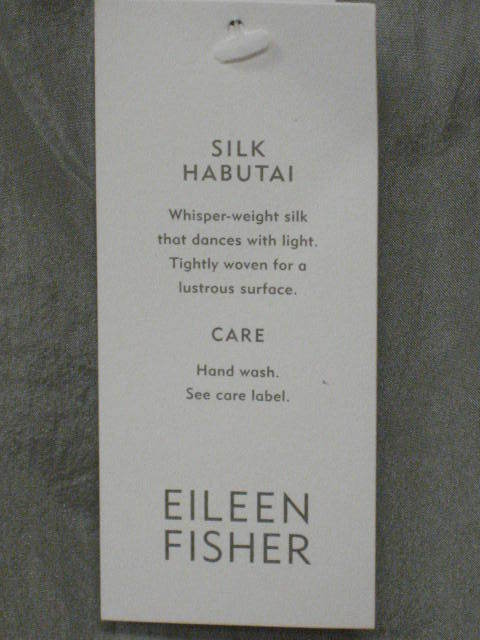 SILK
HABUTAI
Whisper-weight silk
that dances with light.
Tightly woven for a
lustrous surface.
CARE
Hand wash.
See care label.
EILEEN
FISHER